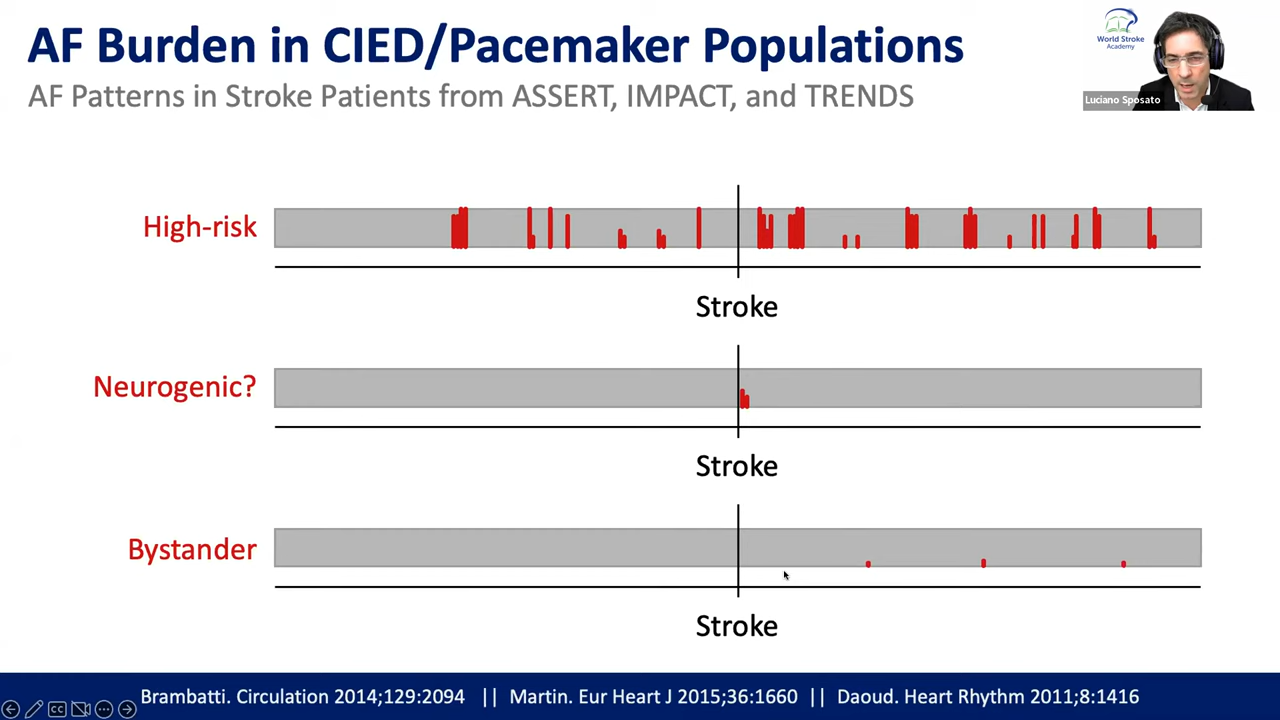 AF Burden in CIED/Pacemaker Populations
AF Patterns in Stroke Patients from ASSERT, IMPACT, and TRENDS
World Stroke
Academy
Luciano Sposato
High-risk
Stroke
Neurogenic?
Stroke
Bystander
Stroke
Brambatti. Circulation 2014;129:2094 || Martin. Eur Heart J 2015;36:1660 || Daoud. Heart Rhythm 2011;8:1416
CC